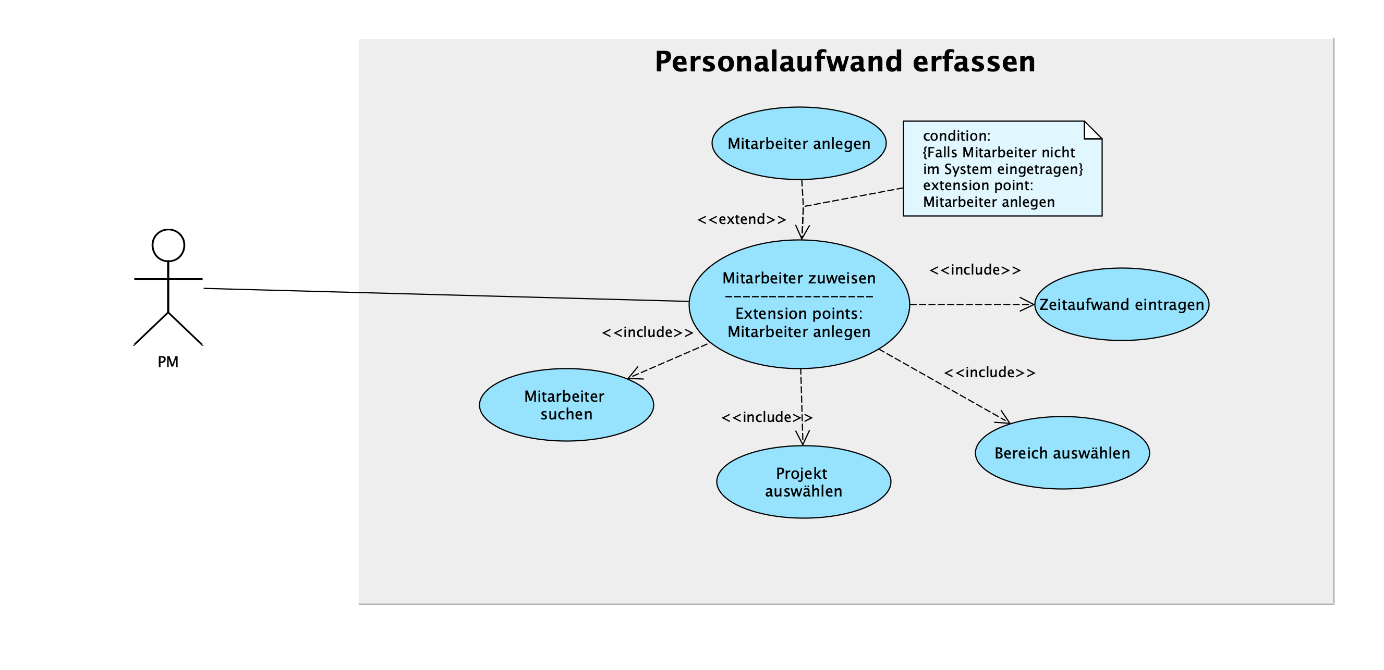 Personalaufwand erfassen
Mitarbeiter anlegen
condition:
{Falls Mitarbeiter nicht
im System eingetragen}
extension point:
Mitarbeiter anlegen
<<extend>>
Mitarbeiter zuweisen
Extension points:
Mitarbeiter anlegen
<<include>>
Zeitaufwand eintragen
PM
<<include>>
Mitarbeiter
suchen
<<include>>
Projekt
auswählen
<<include>>
Bereich auswählen